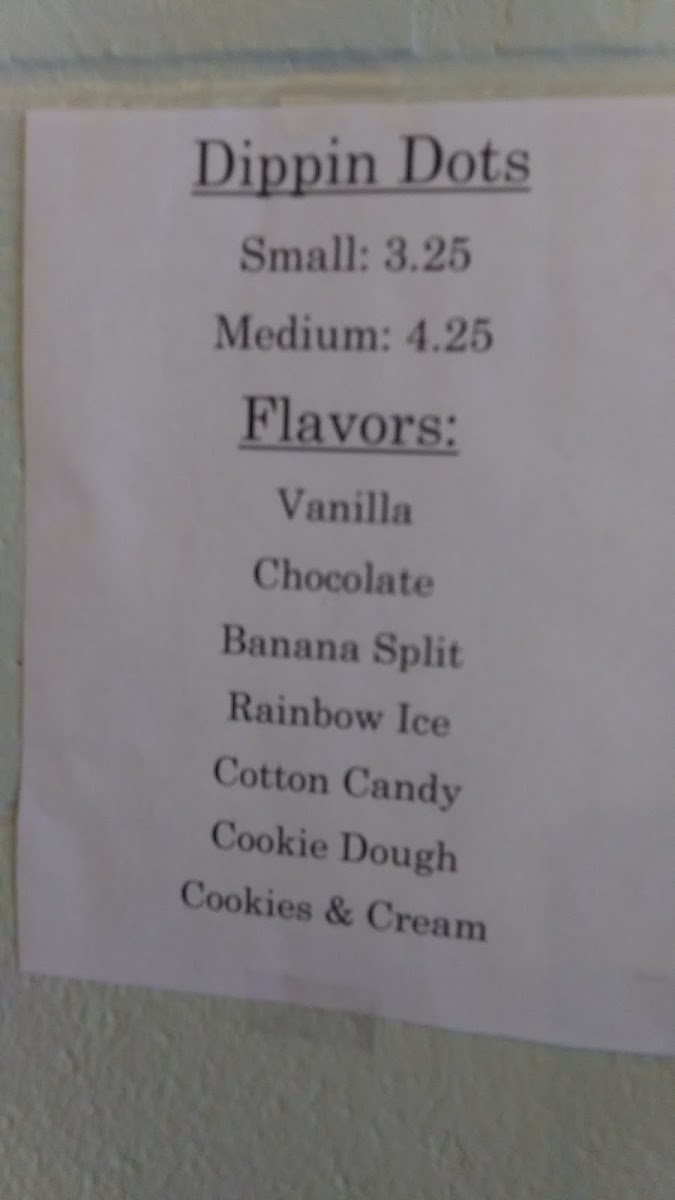 Dippin Dots
Small: 3.25
Medium: 4.25
Flavors:
Vanilla
Chocolate
Banana Split
Rainbow Ice
Cotton Candy
Cookie Dough
Cookies & Cream